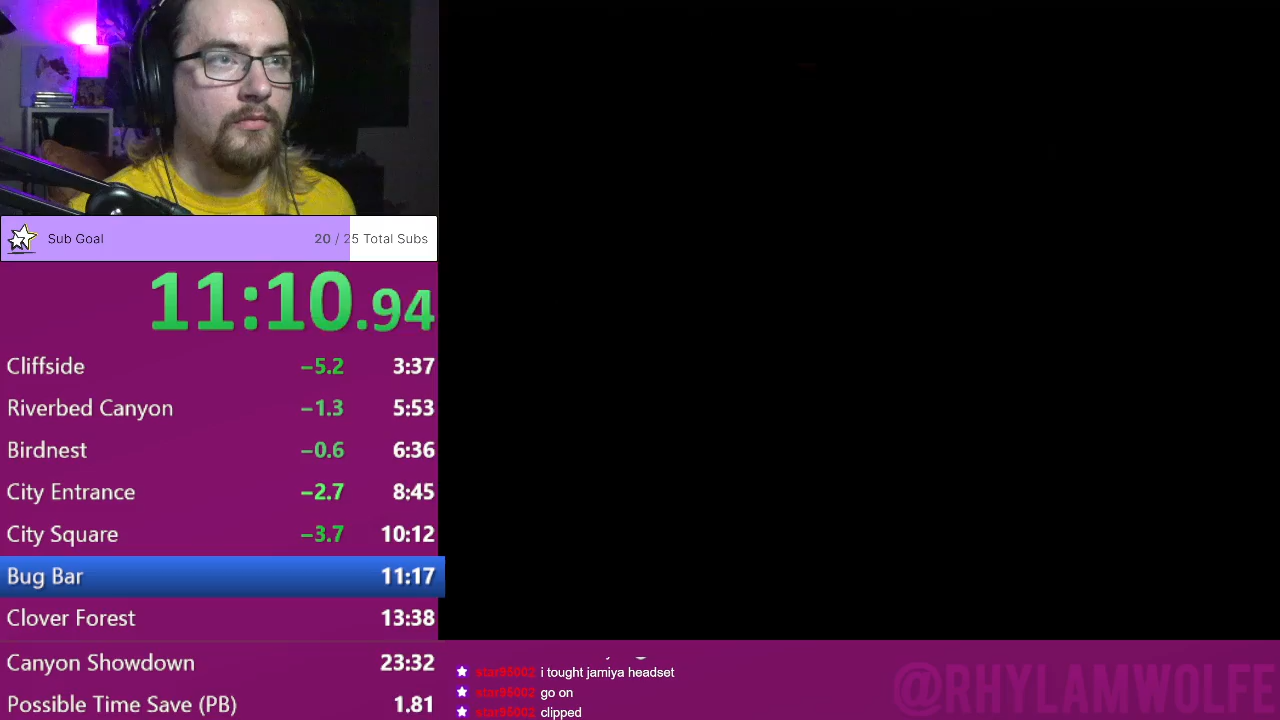 Sub Goal 20 / 25 Total Subs
11:10.94
Cliffside −5.2 3:37
Riverbed Canyon −1.3 5:53
Birdnest −0.6 6:36
City Entrance −2.7 8:45
City Square −3.7 10:12
Bug Bar 11:17
Clover Forest 13:38
Canyon Showdown 23:32
Possible Time Save (PB) 1.81
star95002 i tought jamiya headset
star95002 go on
star95002 clipped
@RHYLAMWOLFE